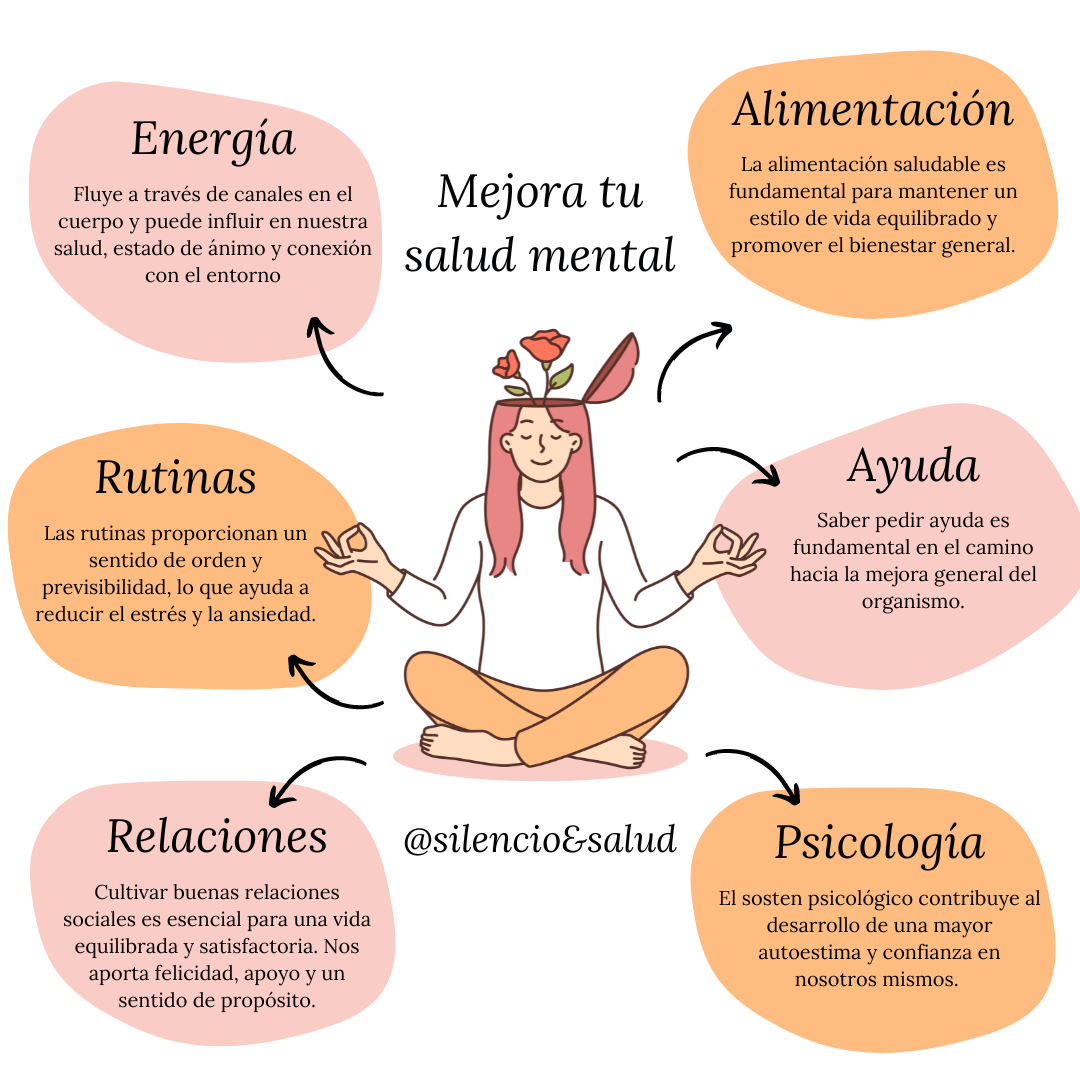 Mejora tu
salud mental
Energía
Fluye a través de canales en el
cuerpo y puede influir en nuestra
salud, estado de ánimo y conexión
con el entorno
Alimentación
La alimentación saludable es
fundamental para mantener un
estilo de vida equilibrado y
promover el bienestar general.
Rutinas
Las rutinas proporcionan un
sentido de orden y
previsibilidad, lo que ayuda a
reducir el estrés y la ansiedad.
Ayuda
Saber pedir ayuda es
fundamental en el camino
hacia la mejora general del
organismo.
Relaciones
Cultivar buenas relaciones
sociales es esencial para una vida
equilibrada y satisfactoria. Nos
aporta felicidad, apoyo y un
sentido de propósito.
@silencio&salud
Psicología
El sosten psicológico contribuye al
desarrollo de una mayor
autoestima y confianza en
nosotros mismos.